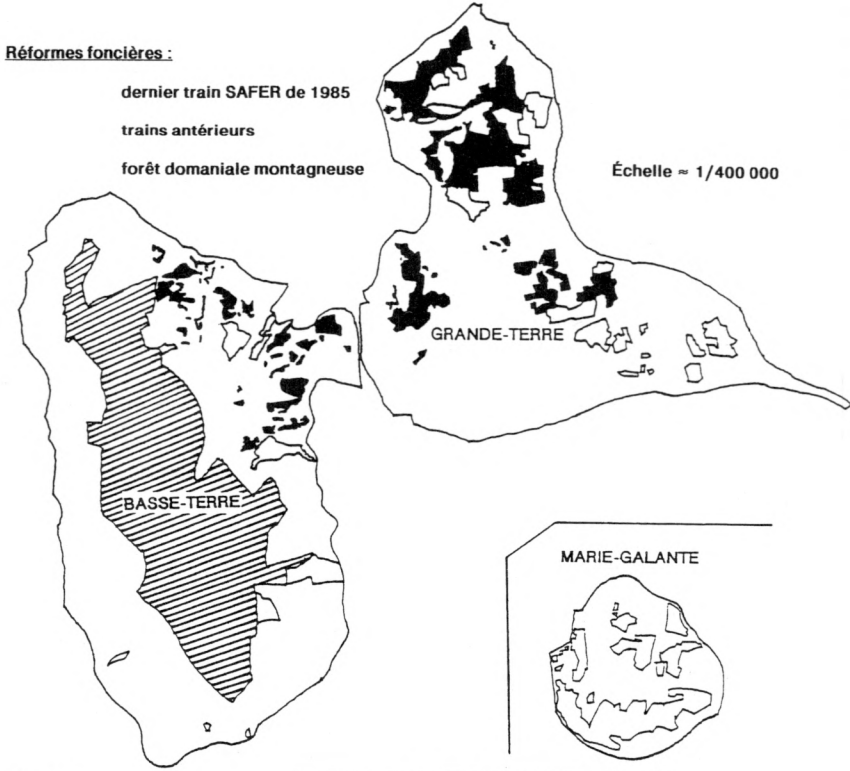 Réformes foncières :
dernier train SAFER de 1985
trains antérieurs
forêt domaniale montagneuse
Échelle ≈ 1/400 000
GRANDE-TERRE
BASSE-TERRE
MARIE-GALANTE